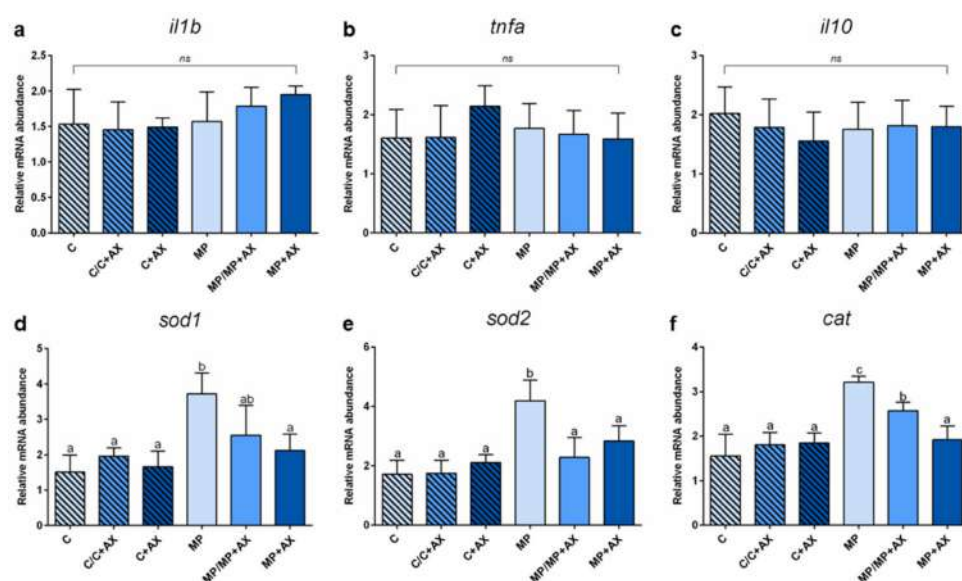 a
il1b
Relative mRNA abundance
2.5
2.0
1.5
1.0
0.5
0.0
ns
C
C/C+AX
C+AX
MP
MP/MP+AX
MP+AX
b
tnfa
Relative mRNA abundance
3
2
1
0
ns
C
C/C+AX
C+AX
MP
MP/MP+AX
MP+AX
c
il10
Relative mRNA abundance
3
2
1
0
ns
C
C/C+AX
C+AX
MP
MP/MP+AX
MP+AX
d
sod1
Relative mRNA abundance
5
4
3
2
1
0
a
a
a
b
ab
a
C
C/C+AX
C+AX
MP
MP/MP+AX
MP+AX
e
sod2
Relative mRNA abundance
6
4
2
0
a
a
a
b
a
a
C
C/C+AX
C+AX
MP
MP/MP+AX
MP+AX
f
cat
Relative mRNA abundance
4
3
2
1
0
a
a
a
c
b
a
C
C/C+AX
C+AX
MP
MP/MP+AX
MP+AX